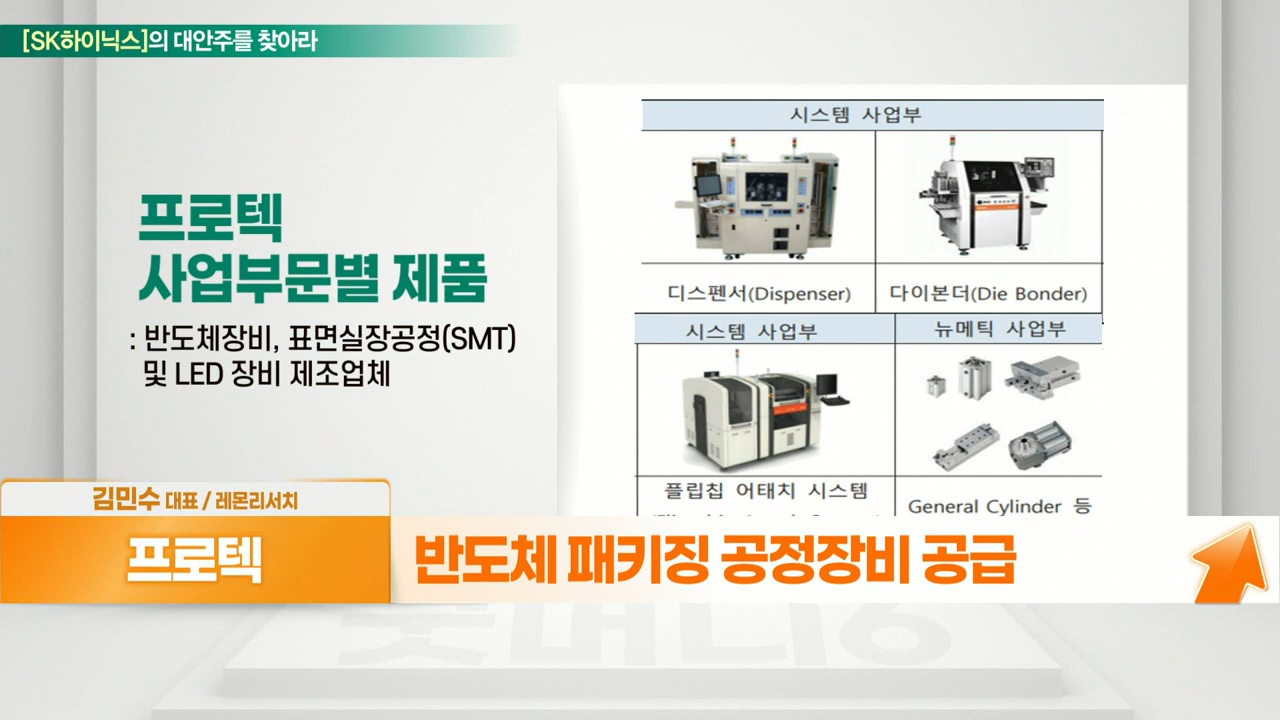 [SK하이닉스]의 대안주를 찾아라
프로텍
사업부문별 제품
: 반도체장비, 표면실장공정(SMT)
및 LED 장비 제조업체
시스템 사업부
디스펜서(Dispenser)
다이본더(Die Bonder)
시스템 사업부
뉴메틱 사업부
플립칩 어태치 시스템
General Cylinder 등
김민수 대표 / 레몬리서치
프로텍
반도체 패키징 공정장비 공급